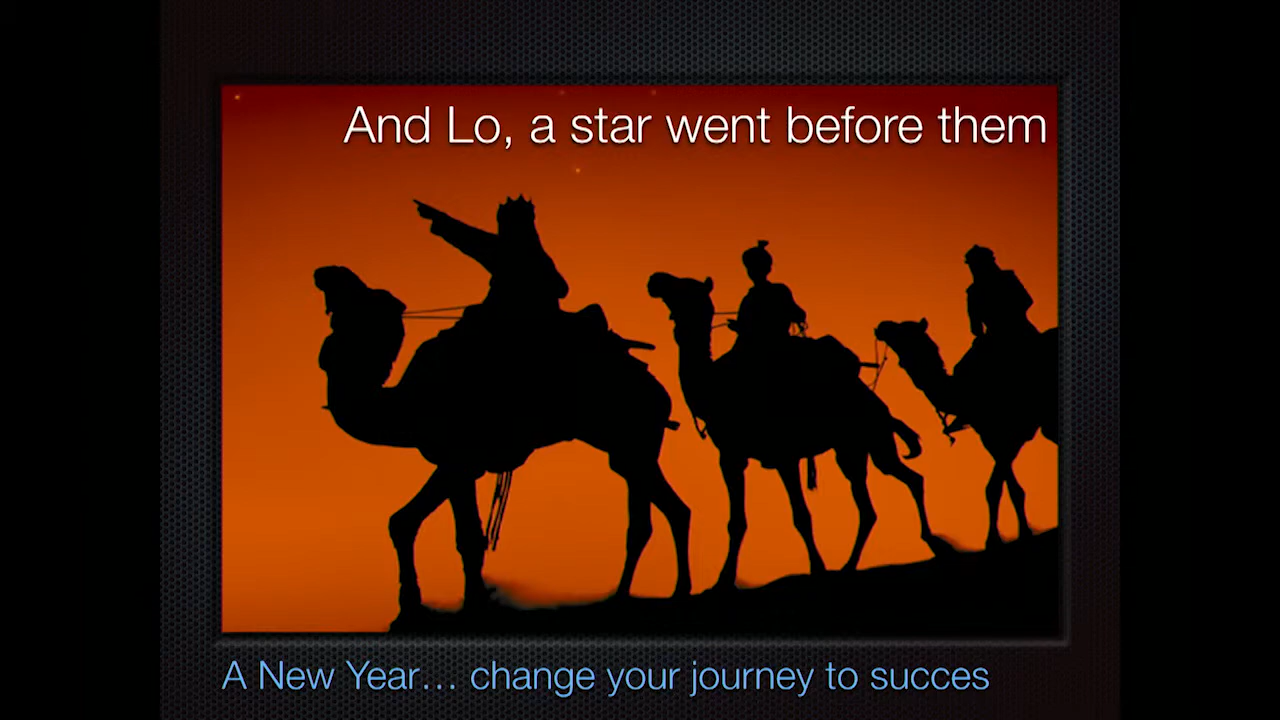 And Lo, a star went before them
A New Year... change your journey to succes